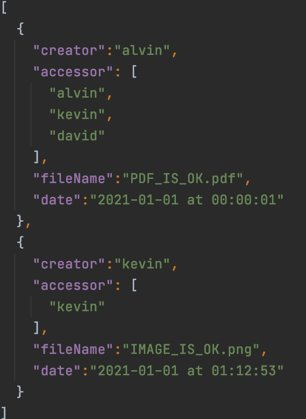 [
  {
    "creator":"alvin",
    "accessor": [
      "alvin",
      "kevin",
      "david"
    ],
    "fileName":"PDF_IS_OK.pdf",
    "date":"2021-01-01 at 00:00:01"
  },
  {
    "creator":"kevin",
    "accessor": [
      "kevin"
    ],
    "fileName":"IMAGE_IS_OK.png",
    "date":"2021-01-01 at 01:12:53"
  }
]